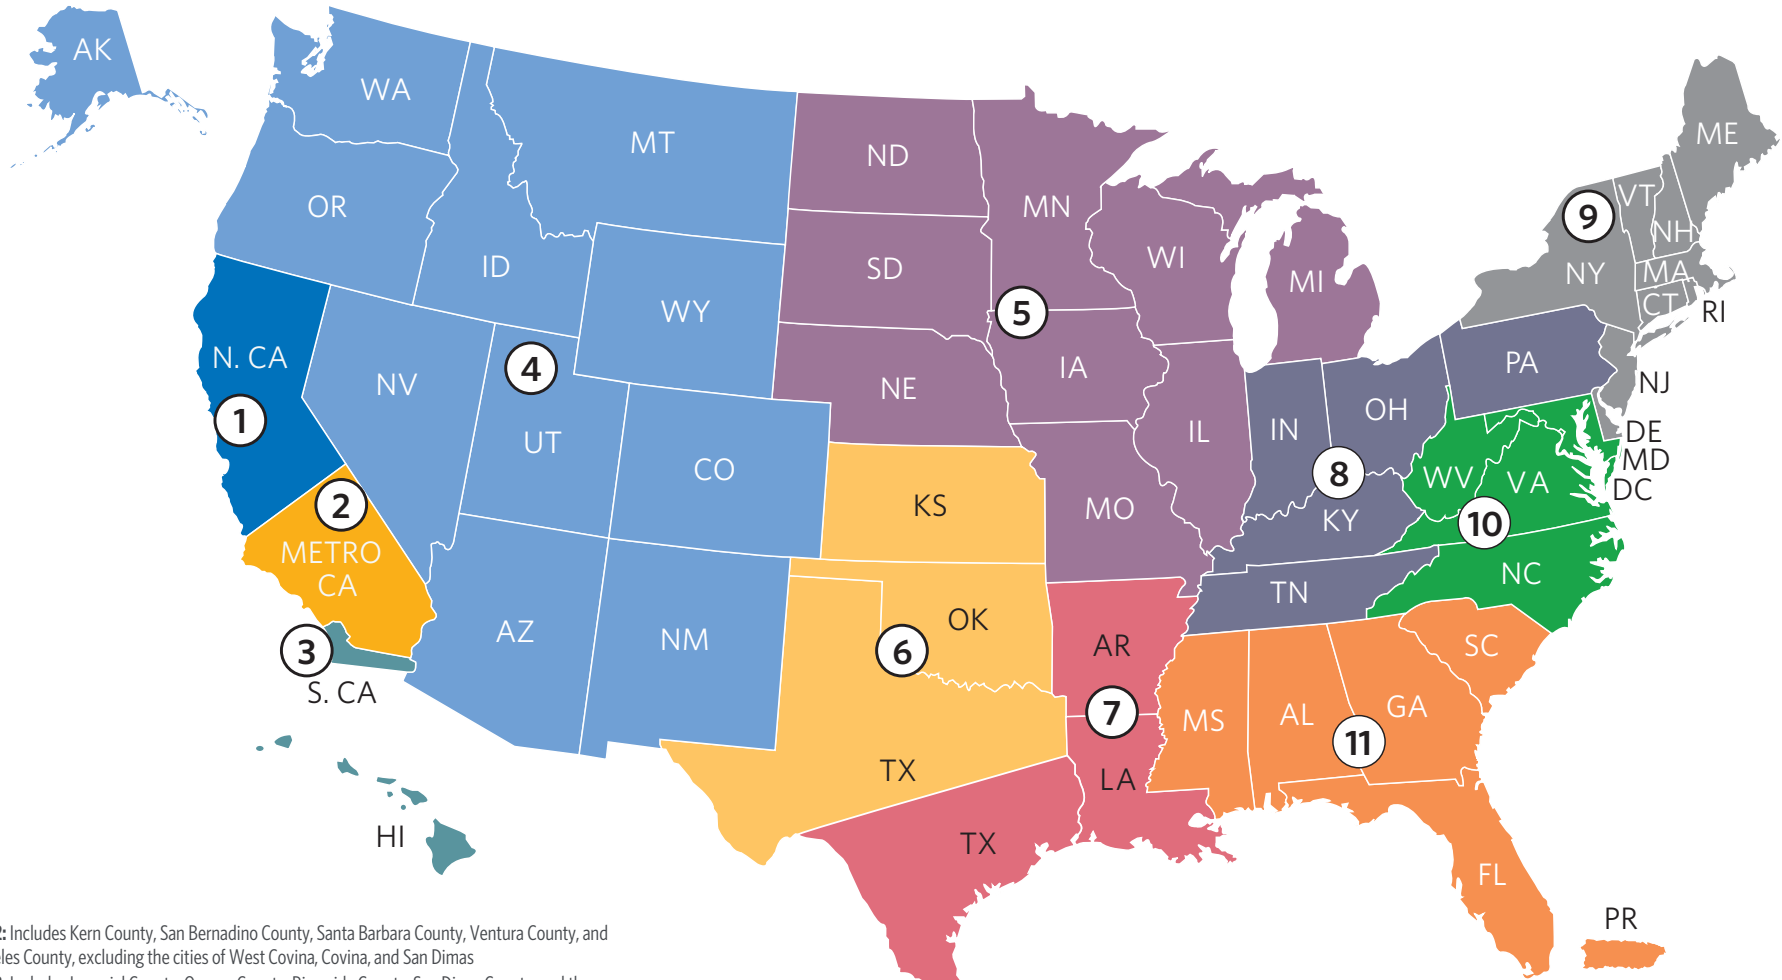 AK
WA
MT
ND
ME
OR
MN
VT
9
NH
ID
SD
WI
MI
NY
MA
WY
5
CT
RI
N. CA
4
NV
IA
PA
NJ
1
NE
OH
UT
IL
IN
DE
CO
MD
8
WV
VA
DC
2
KS
MO
KY
10
METRO
CA
NC
TN
AZ
NM
OK
AR
SC
3
6
S. CA
7
MS
AL
GA
11
TX
LA
HI
TX
FL
PR
2: Includes Kern County, San Bernadino County, Santa Barbara County, Ventura County, and
les County, excluding the cities of West Covina, Covina, and San Dimas